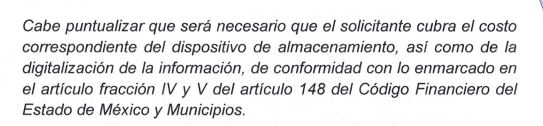 Cabe puntualizar que será necesario que el solicitante cubra el costo
correspondiente del dispositivo de almacenamiento, así como de la
digitalización de la información, de conformidad con lo enmarcado en
el artículo fracción IV y V del artículo 148 del Código Financiero del
Estado de México y Municipios.